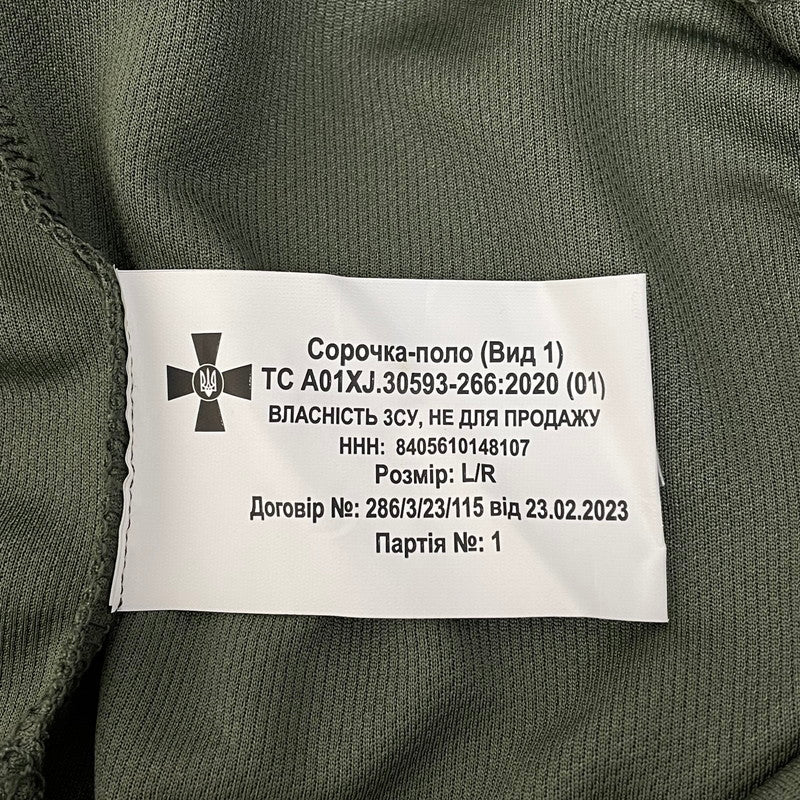 Сорочка-поло (Вид 1)
ТС А01XJ.30593-266:2020 (01)
ВЛАСНІСТЬ ЗСУ, НЕ ДЛЯ ПРОДАЖУ
ННН: 8405610148107
Розмір: L/R
Договір №: 286/3/23/115 від 23.02.2023
Партія №: 1